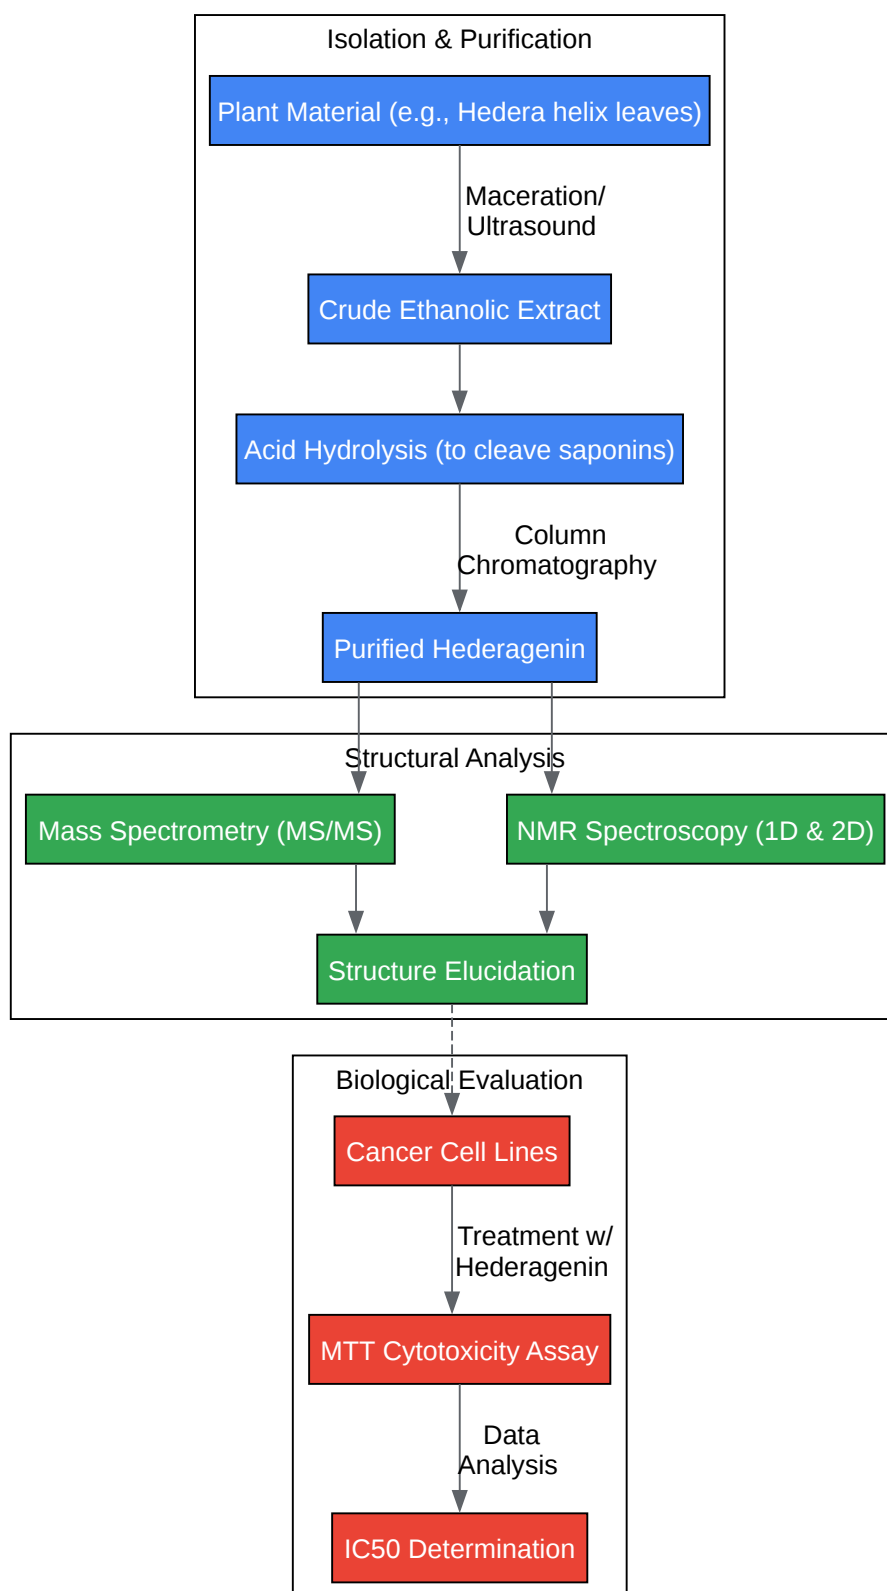 Isolation & Purification
Plant Material (e.g., Hedera helix leaves)
Maceration/
Ultrasound
Crude Ethanolic Extract
Acid Hydrolysis (to cleave saponins)
Column
Chromatography
Purified Hederagenin
Structural Analysis
Mass Spectrometry (MS/MS)
NMR Spectroscopy (1D & 2D)
Structure Elucidation
Biological Evaluation
Cancer Cell Lines
Treatment w/
Hederagenin
MTT Cytotoxicity Assay
Data
Analysis
IC50 Determination